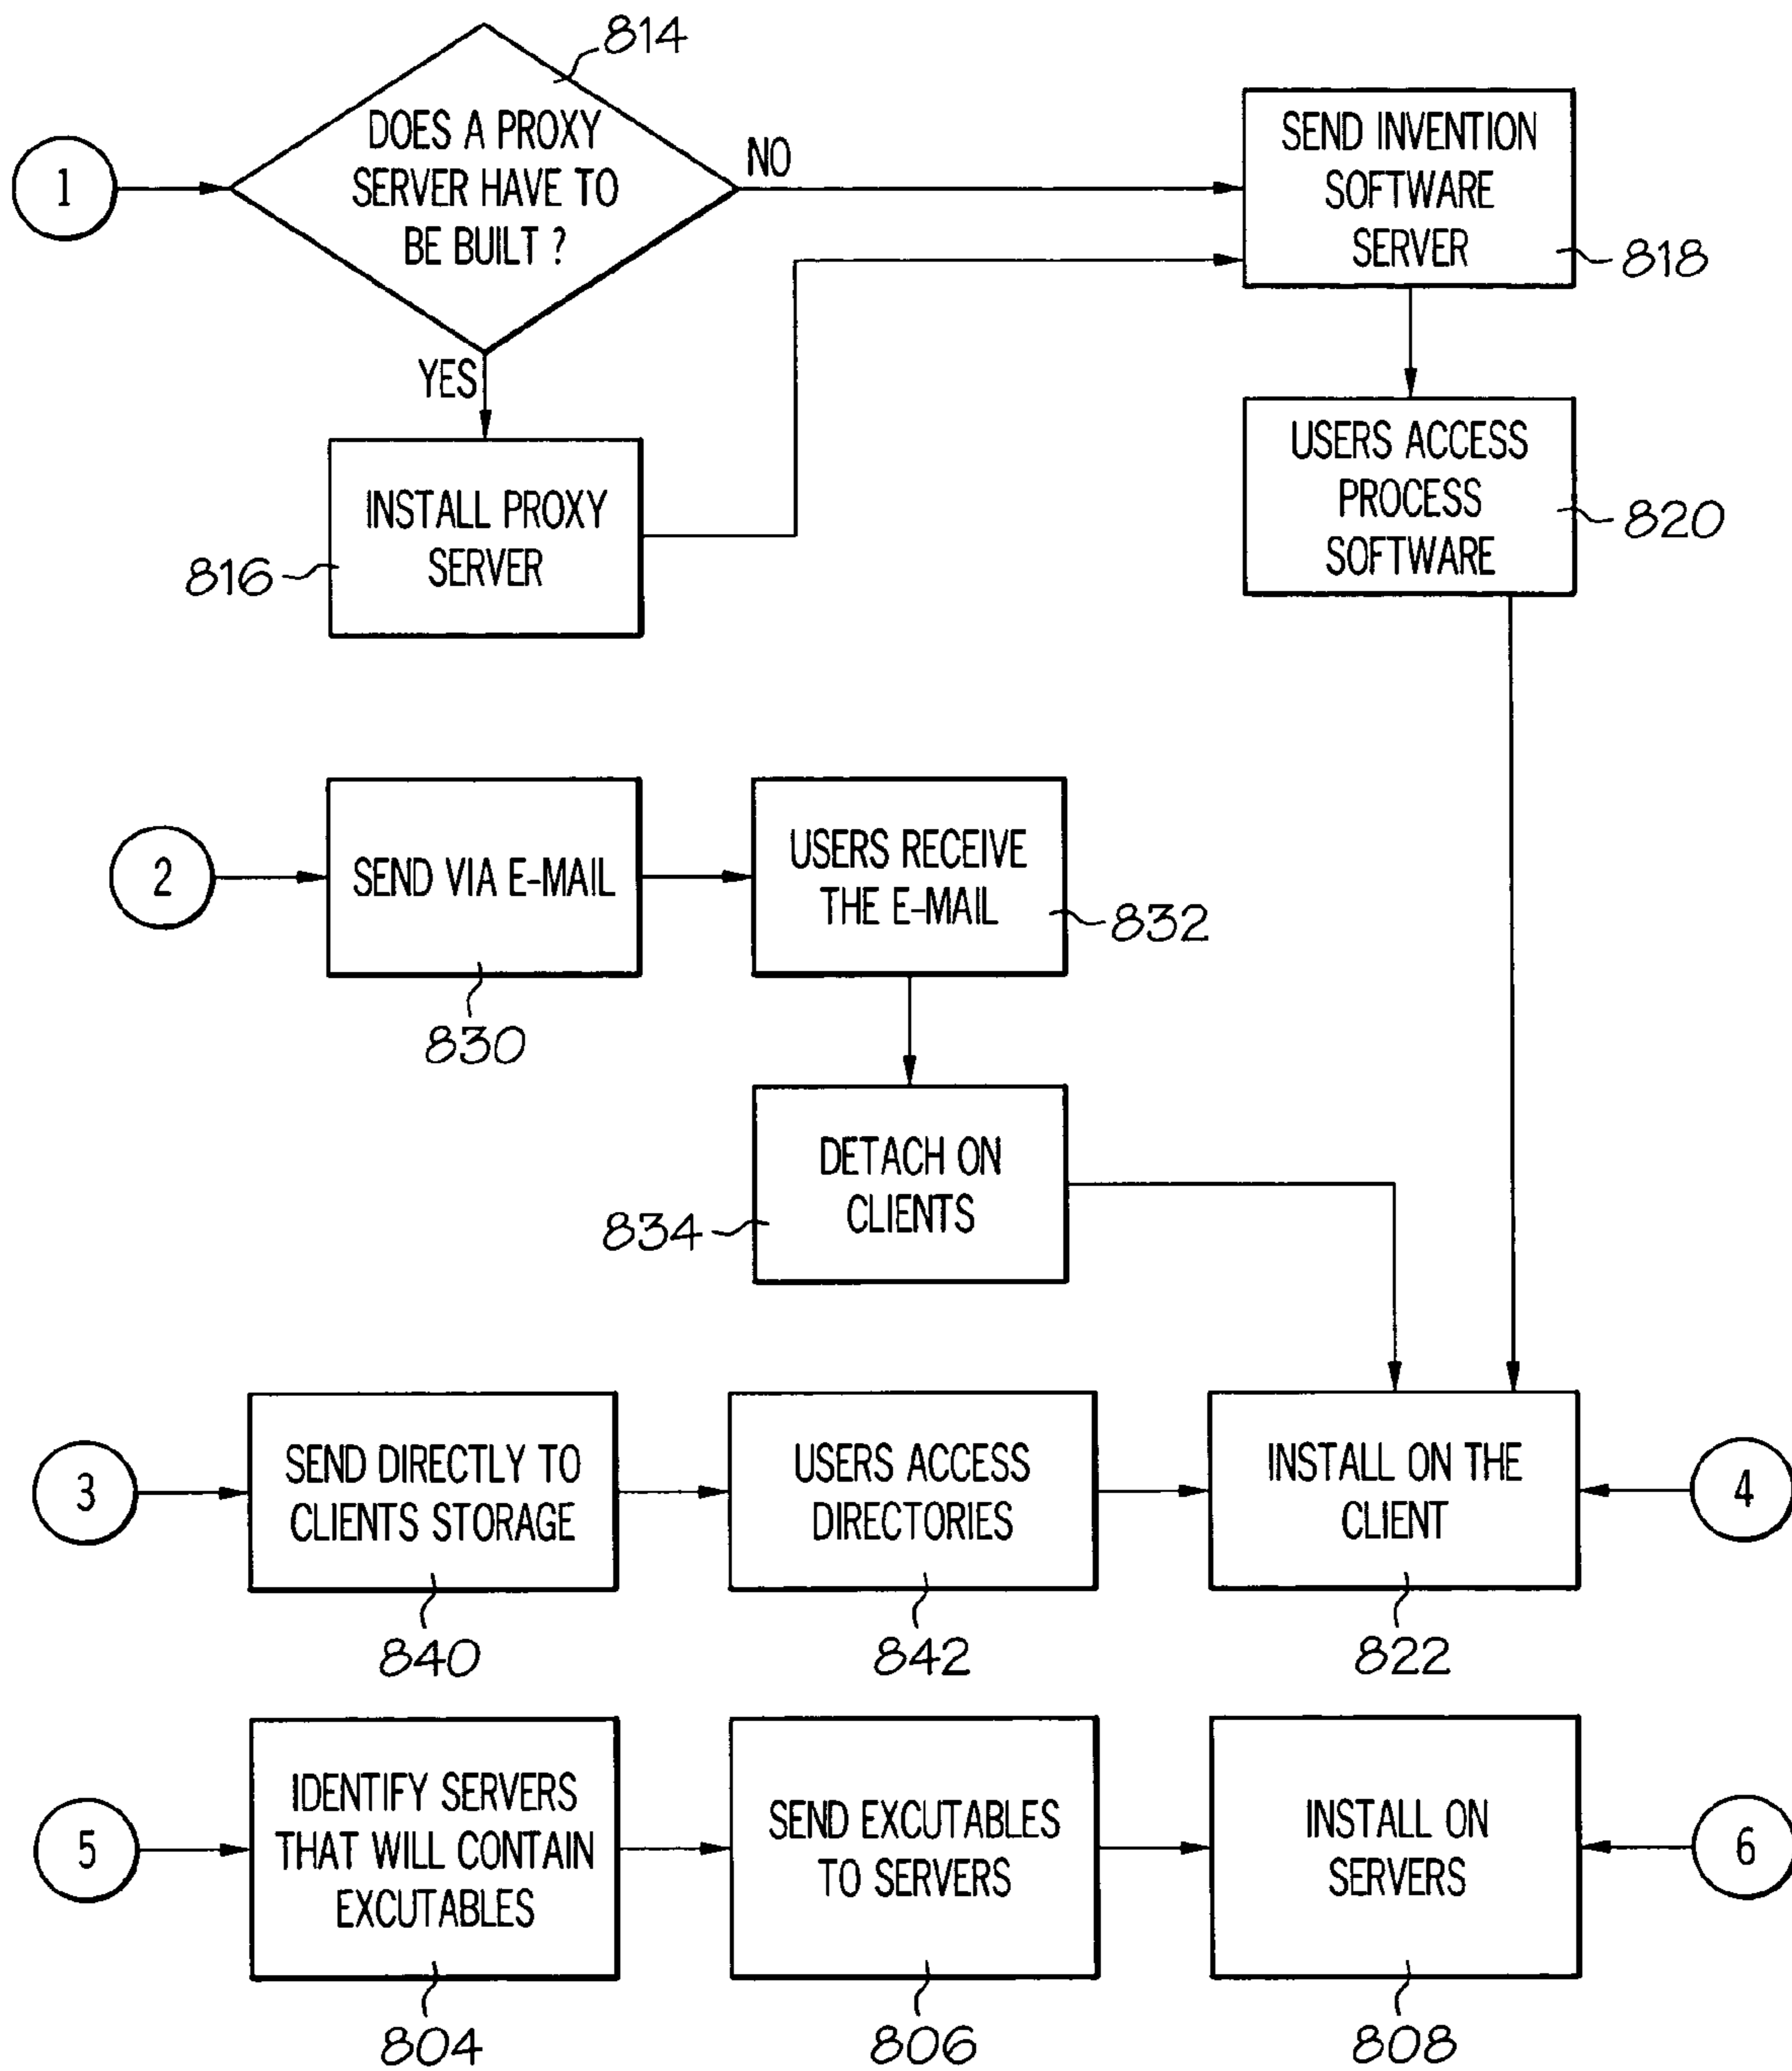 814
DOES A PROXY
SERVER HAVE TO
BE BUILT ?
1
NO
YES
SEND INVENTION
SOFTWARE
SERVER
818
INSTALL PROXY
SERVER
816
USERS ACCESS
PROCESS
SOFTWARE
820
2
SEND VIA E-MAIL
830
USERS RECEIVE
THE E-MAIL
832
DETACH ON
CLIENTS
834
3
SEND DIRECTLY TO
CLIENTS STORAGE
840
USERS ACCESS
DIRECTORIES
842
INSTALL ON THE
CLIENT
822
4
5
IDENTIFY SERVERS
THAT WILL CONTAIN
EXCUTABLES
804
SEND EXCUTABLES
TO SERVERS
806
INSTALL ON
SERVERS
808
6